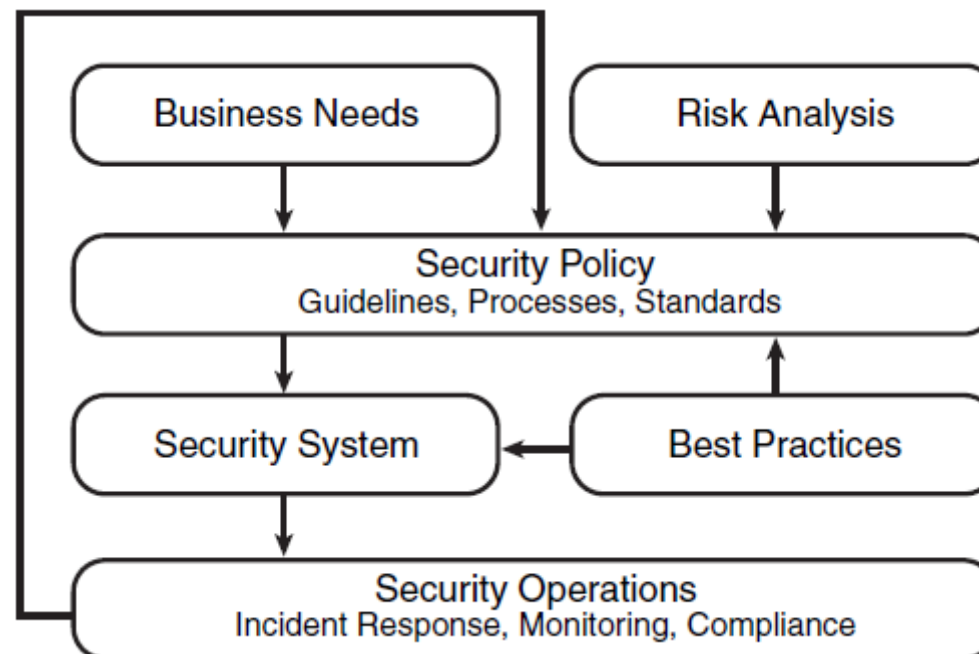 Business Needs
Risk Analysis
Security Policy
Guidelines, Processes, Standards
Security System
Best Practices
Security Operations
Incident Response, Monitoring, Compliance